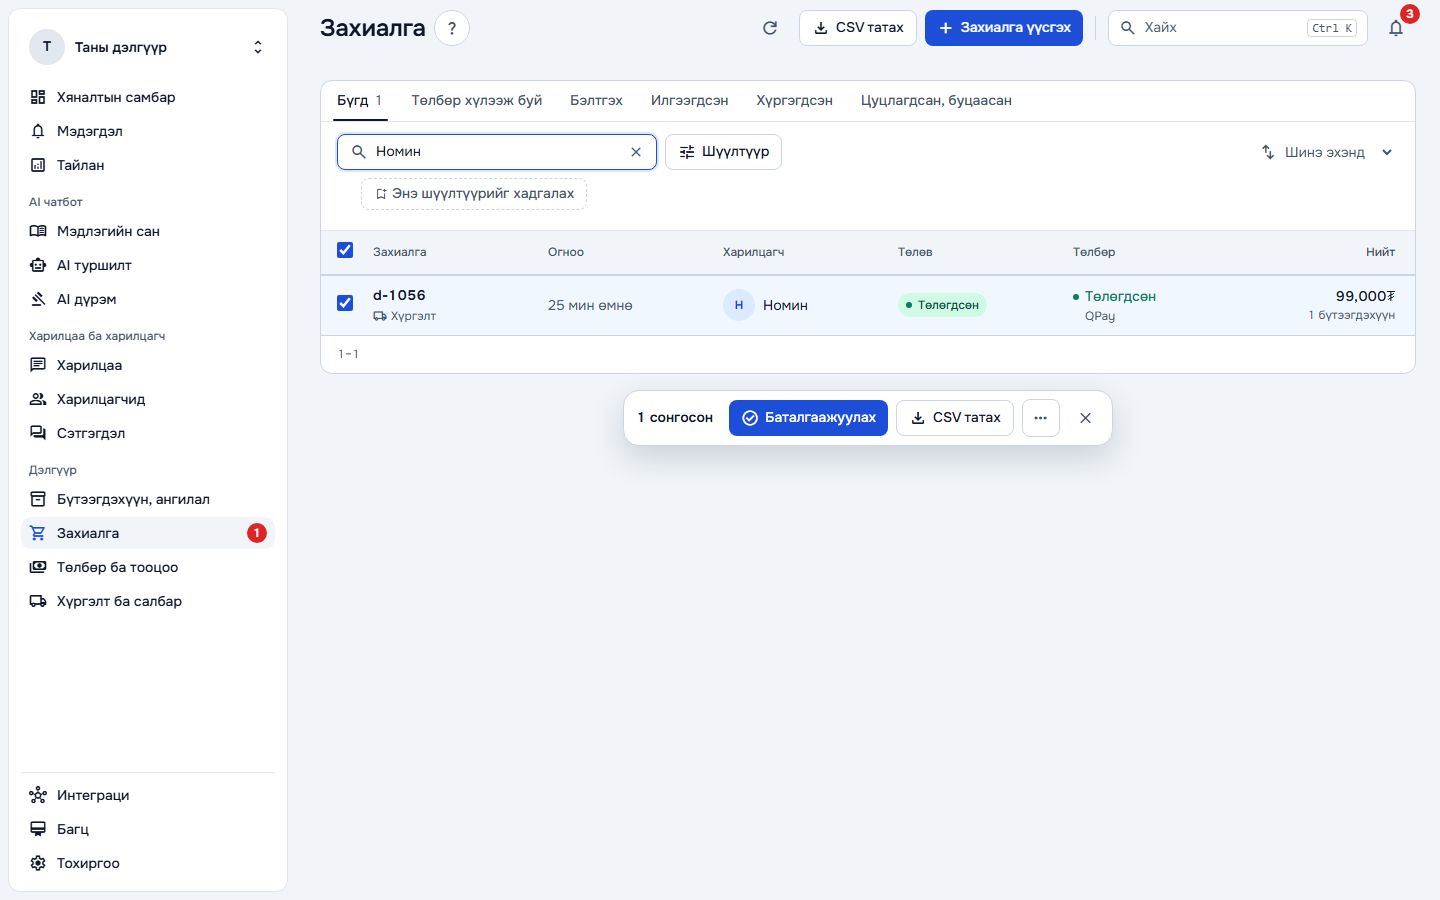 Т Таны дэлгүүр
Хяналтын самбар
Мэдэгдэл
Тайлан
AI чатбот
Мэдлэгийн сан
AI туршилт
AI дүрэм
Харилцаа ба харилцагч
Харилцаа
Харилцагчид
Сэтгэгдэл
Дэлгүүр
Бүтээгдэхүүн, ангилал
Захиалга 1
Төлбөр ба тооцоо
Хүргэлт ба салбар
Интеграци
Багц
Тохиргоо
Захиалга ? CSV татах + Захиалга үүсгэх Хайх Ctrl K 3
Бүгд 1 Төлбөр хүлээж буй Бэлтгэх Илгээгдсэн Хүргэгдсэн Цуцлагдсан, буцаасан
Номин Шүүлтүүр Шинэ эхэнд
Энэ шүүлтүүрийг хадгалах
Захиалга Огноо Харилцагч Төлөв Төлбөр Нийт
d-1056 25 мин өмнө Н Номин Төлөгдсөн Төлөгдсөн 99,000₮
Хүргэлт QPay 1 бүтээгдэхүүн
1–1
1 сонгосон Баталгаажуулах CSV татах